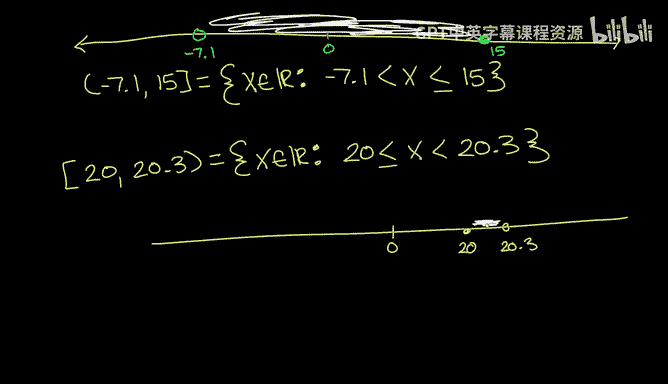 GPT中英字幕课程资源 bilibili
-7.1 0 15
(-7.1, 15] = {x∈ℝ: -7.1 < x ≤ 15}
[20, 20.3) = {x∈ℝ: 20 ≤ x < 20.3}
0 20 20.3